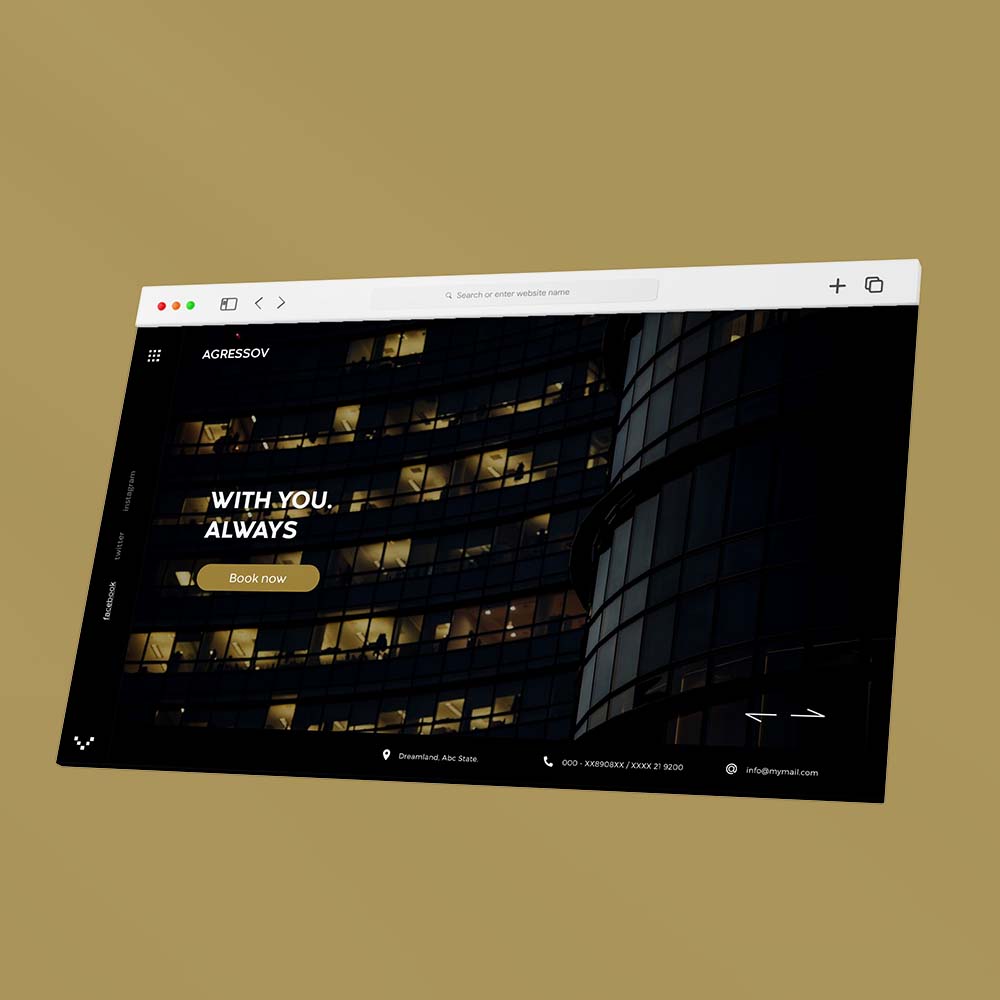 Search or enter website name
AGRESSOV
instagram
twitter
facebook
WITH YOU.
ALWAYS
Book now
Dreamland, Abc State.
000 - XX8908XX / XXXX 21 9200
info@mymail.com